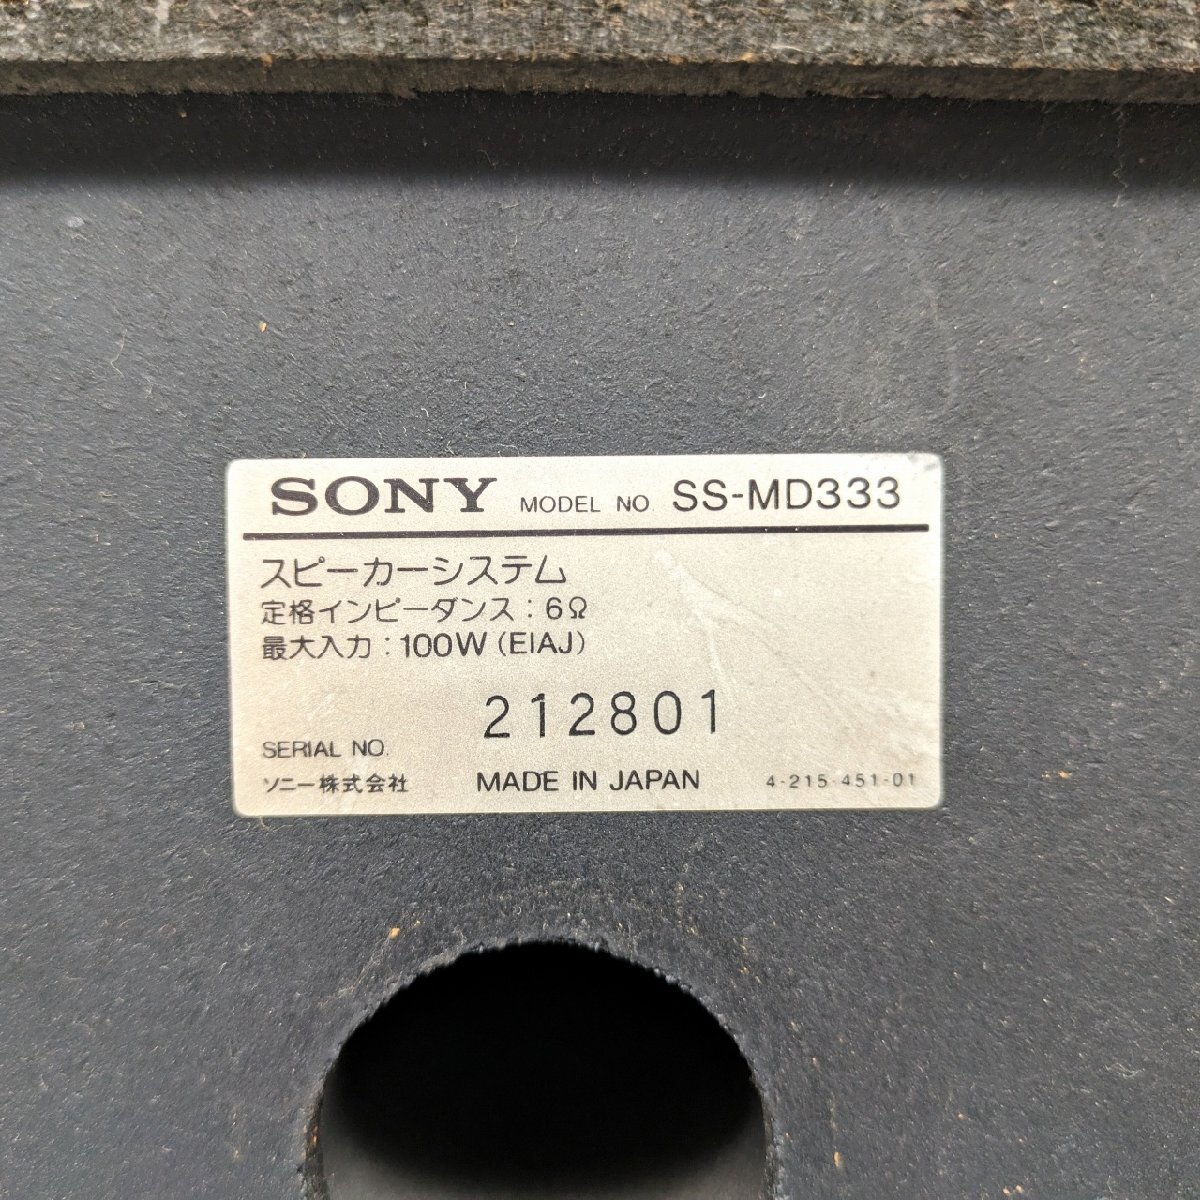 SONY MODEL NO. SS-MD333
スピーカーシステム
定格インピーダンス : 6Ω
最大入力 : 100W (EIAJ)
212801
SERIAL NO.
ソニー株式会社 MADE IN JAPAN 4-215-451-01